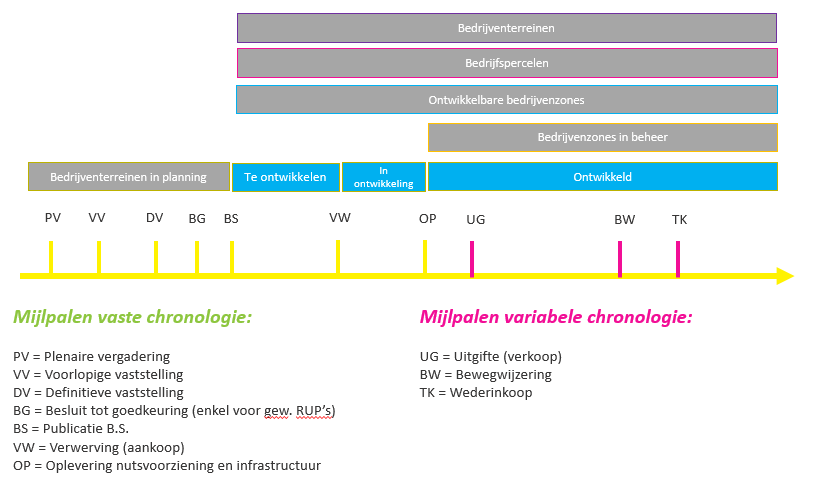 Bedrijventerreinen
Bedrijfspercelen
Ontwikkelbare bedrijvenzones
Bedrijvenzones in beheer
Bedrijventerreinen in planning
Te ontwikkelen
In
ontwikkeling
Ontwikkeld
PV VV DV BG BS VW OP UG BW TK
Mijlpalen vaste chronologie:
PV = Plenaire vergadering
VV = Voorlopige vaststelling
DV = Definitieve vaststelling
BG = Besluit tot goedkeuring (enkel voor gew. RUP's)
BS = Publicatie B.S.
VW = Verwerving (aankoop)
OP = Oplevering nutsvoorziening en infrastructuur
Mijlpalen variabele chronologie:
UG = Uitgifte (verkoop)
BW = Bewegwijzering
TK = Wederinkoop